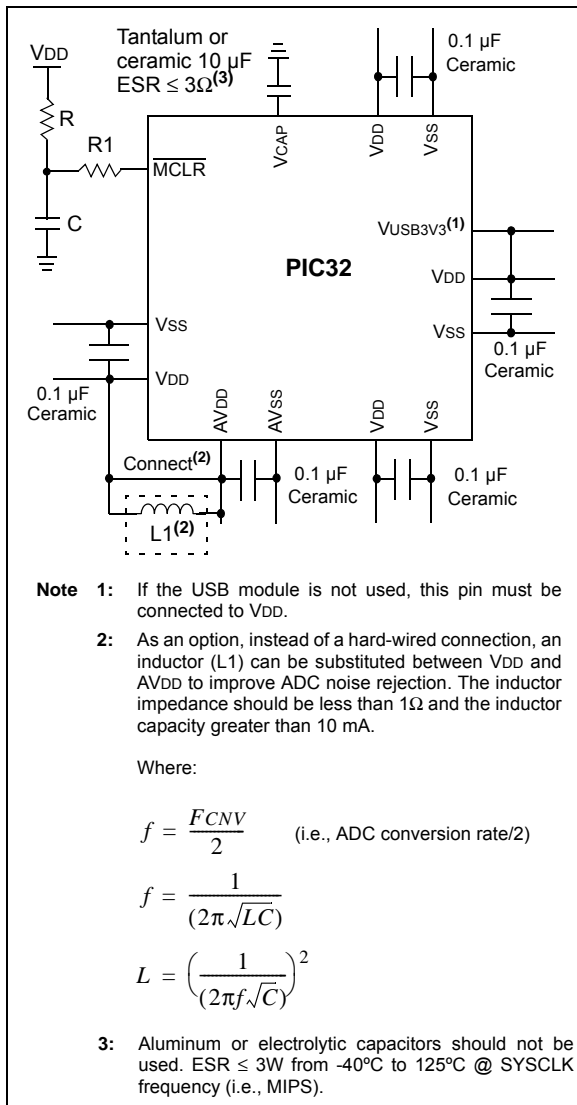 VDD
Tantalum or
ceramic 10 µF
ESR ≤ 3Ω(3)
0.1 µF
Ceramic
R
R1
C
MCLR
VCAP
VDD
VSS
VUSB3V3(1)
PIC32
VDD
VSS
0.1 µF
Ceramic
VSS
VDD
0.1 µF
Ceramic
AVDD
AVSS
VDD
VSS
Connect(2)
L1(2)
0.1 µF
Ceramic
0.1 µF
Ceramic
Note 1: If the USB module is not used, this pin must be
connected to VDD.
2: As an option, instead of a hard-wired connection, an
inductor (L1) can be substituted between VDD and
AVDD to improve ADC noise rejection. The inductor
impedance should be less than 1Ω and the inductor
capacity greater than 10 mA.
Where:
f = FCNV / 2 (i.e., ADC conversion rate/2)
f = 1 / (2π√LC)
L = (1 / (2πf√C))²
3: Aluminum or electrolytic capacitors should not be
used. ESR ≤ 3W from -40ºC to 125ºC @ SYSCLK
frequency (i.e., MIPS).